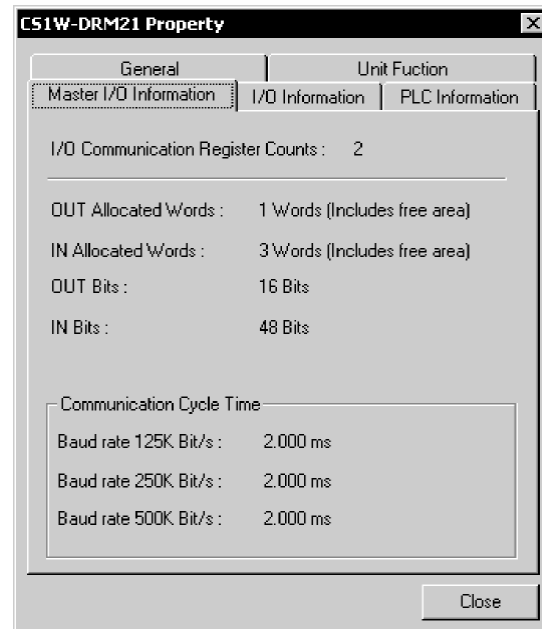 CS1W-DRM21 Property
General Unit Fuction
Master I/O Information I/O Information PLC Information
I/O Communication Register Counts : 2
OUT Allocated Words : 1 Words (Includes free area)
IN Allocated Words : 3 Words (Includes free area)
OUT Bits : 16 Bits
IN Bits : 48 Bits
Communication Cycle Time
Baud rate 125K Bit/s : 2.000 ms
Baud rate 250K Bit/s : 2.000 ms
Baud rate 500K Bit/s : 2.000 ms
Close